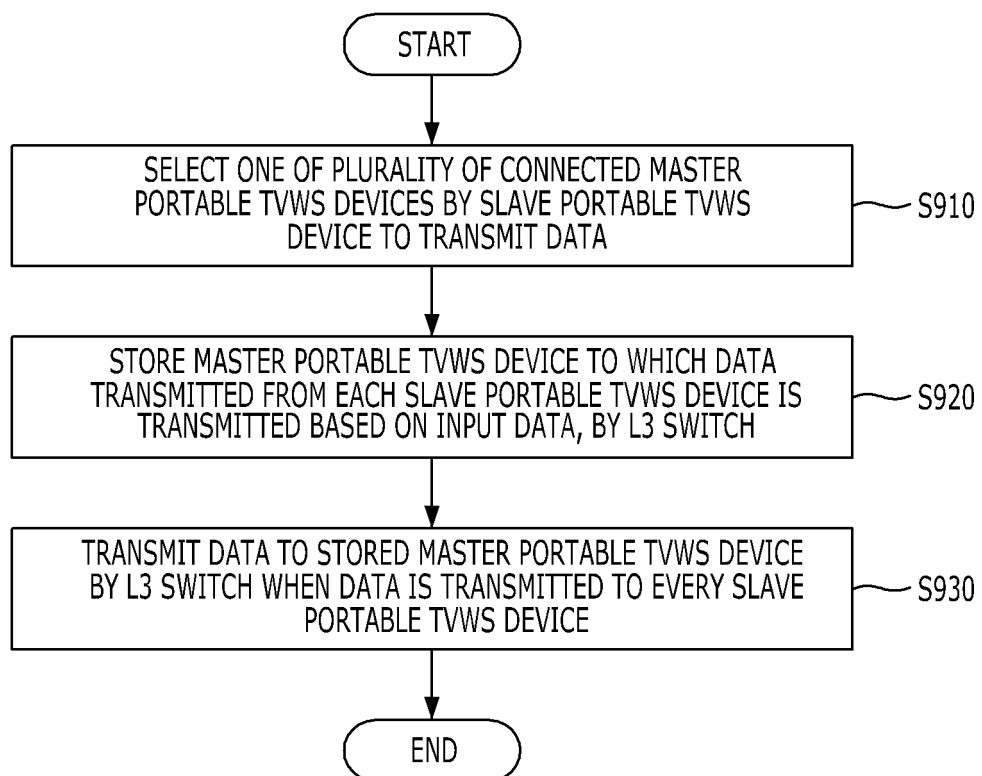 START
SELECT ONE OF PLURALITY OF CONNECTED MASTER
PORTABLE TVWS DEVICES BY SLAVE PORTABLE TVWS
DEVICE TO TRANSMIT DATA
S910
STORE MASTER PORTABLE TVWS DEVICE TO WHICH DATA
TRANSMITTED FROM EACH SLAVE PORTABLE TVWS DEVICE IS
TRANSMITTED BASED ON INPUT DATA, BY L3 SWITCH
S920
TRANSMIT DATA TO STORED MASTER PORTABLE TVWS DEVICE
BY L3 SWITCH WHEN DATA IS TRANSMITTED TO EVERY SLAVE
PORTABLE TVWS DEVICE
S930
END